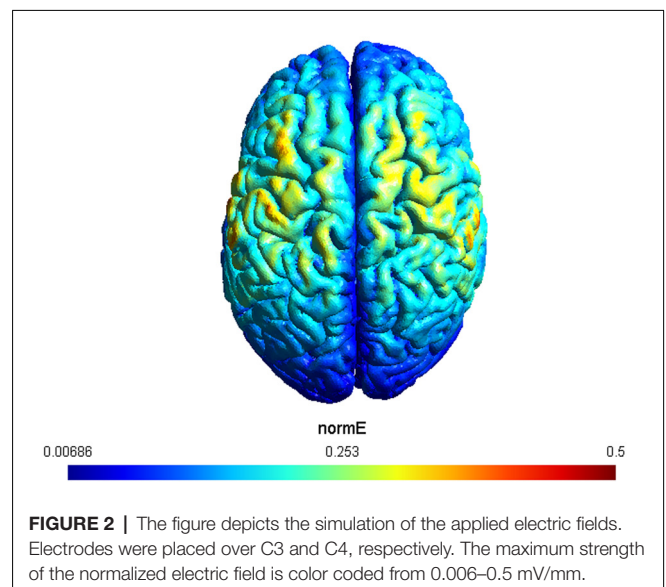 normE
0.00686 0.253 0.5
FIGURE 2 | The figure depicts the simulation of the applied electric fields.
Electrodes were placed over C3 and C4, respectively. The maximum strength
of the normalized electric field is color coded from 0.006–0.5 mV/mm.